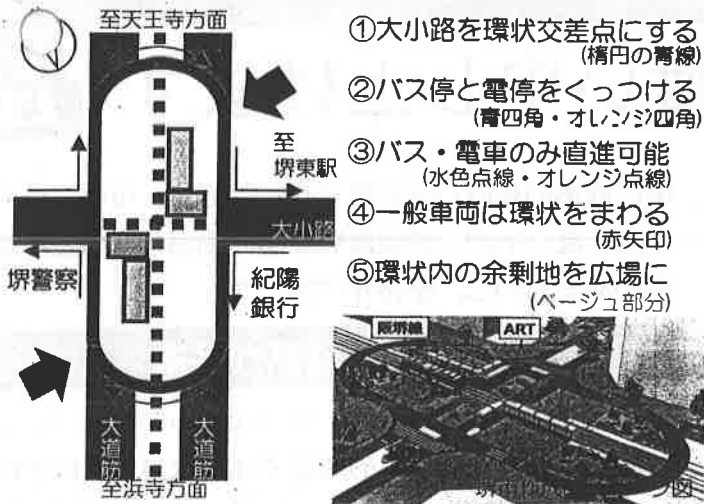 至天王寺方面
至
堺東駅
大小路
堺警察
紀陽
銀行
大道筋
大道筋
至浜寺方面
①大小路を環状交差点にする
(楕円の青線)
②バス停と電停をくっつける
(青四角・オレンジ四角)
③バス・電車のみ直進可能
(水色点線・オレンジ点線)
④一般車両は環状をまわる
(赤矢印)
⑤環状内の余剰地を広場に
(ベージュ部分)
阪堺線
ART